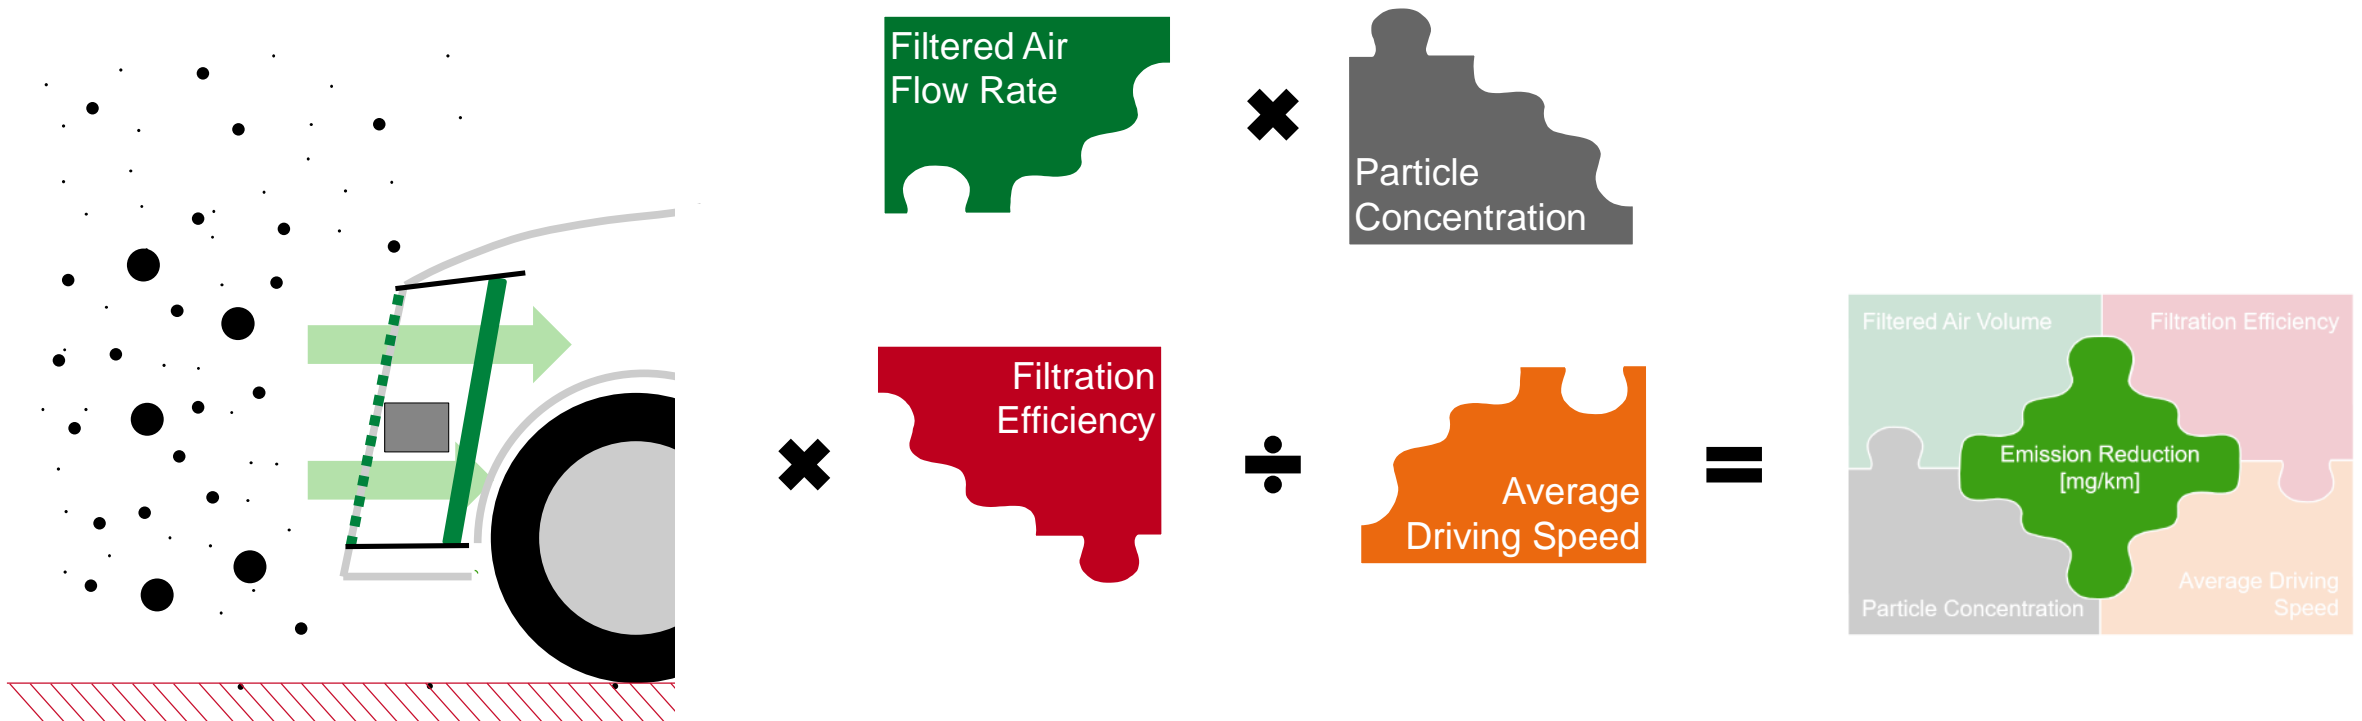 Filtered Air
Flow Rate
×
Particle
Concentration
×
Filtration
Efficiency
÷
Average
Driving Speed
=
Filtered Air Volume
Filtration Efficiency
Emission Reduction
[mg/km]
Particle Concentration
Average Driving
Speed